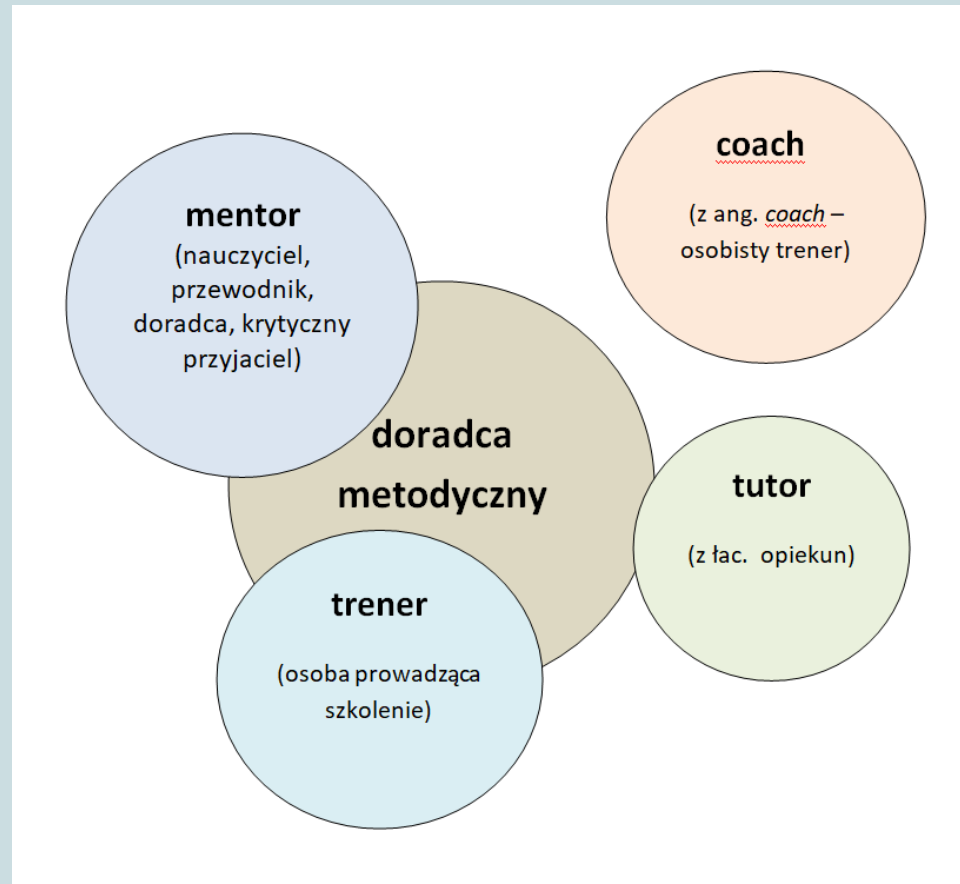 coach
(z ang. coach –
osobisty trener)
mentor
(nauczyciel,
przewodnik,
doradca, krytyczny
przyjaciel)
doradca
metodyczny
tutor
(z łac.  opiekun)
trener
(osoba prowadząca
szkolenie)